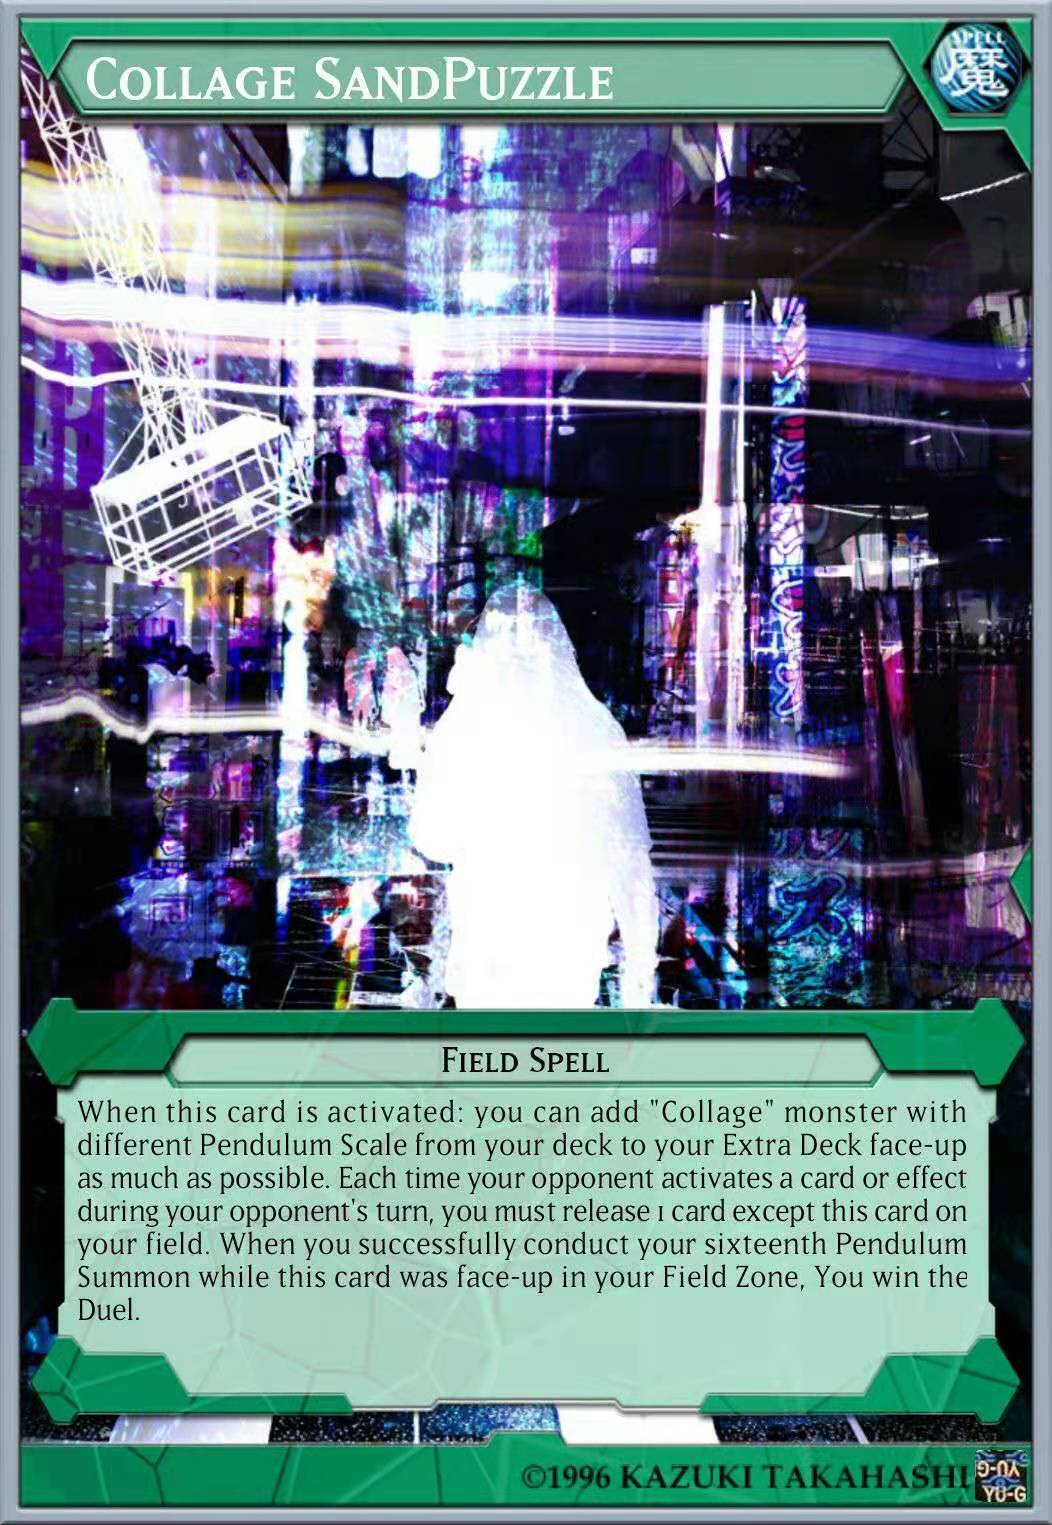 Collage SandPuzzle
SPELL
魔
Field Spell
When this card is activated: you can add "Collage" monster with
different Pendulum Scale from your deck to your Extra Deck face-up
as much as possible. Each time your opponent activates a card or effect
during your opponent's turn, you must release 1 card except this card on
your field. When you successfully conduct your sixteenth Pendulum
Summon while this card was face-up in your Field Zone, You win the
Duel.
©1996 KAZUKI TAKAHASHI
YU-G
YU-G